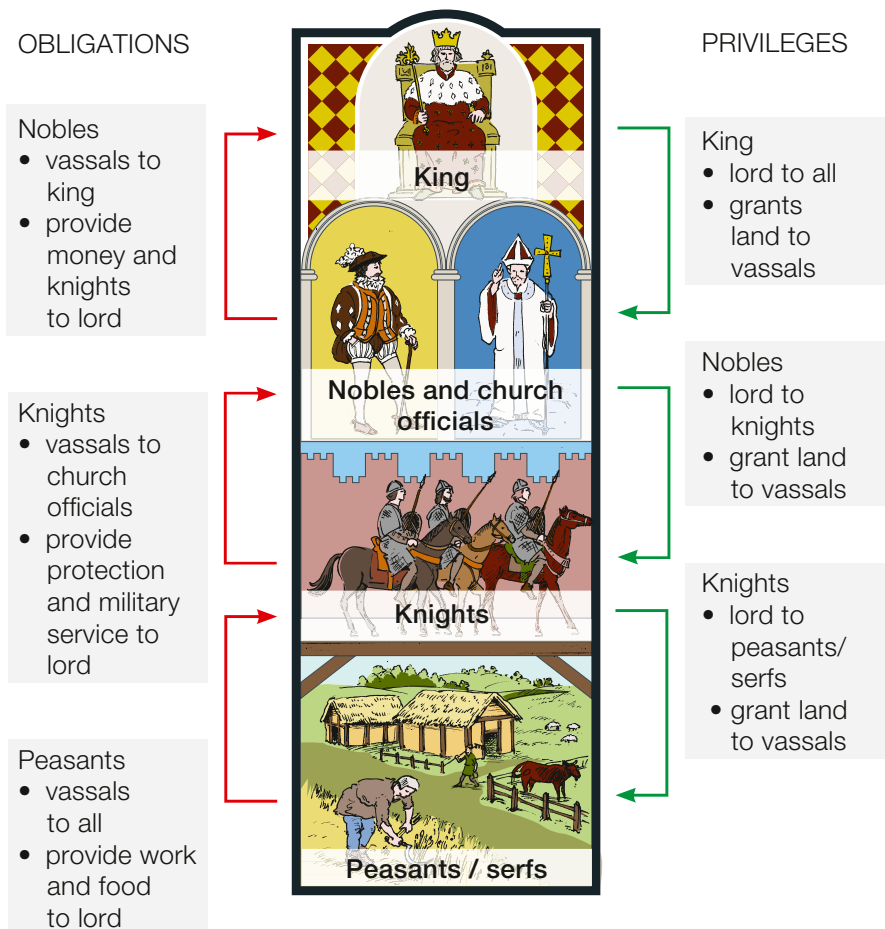 OBLIGATIONS
Nobles
• vassals to
king
• provide
money and
knights
to lord
Knights
• vassals to
church
officials
• provide
protection
and military
service to
lord
Peasants
• vassals
to all
• provide work
and food
to lord
King
Nobles and church
officials
Knights
Peasants / serfs
PRIVILEGES
King
• lord to all
• grants
land to
vassals
Nobles
• lord to
knights
• grant land
to vassals
Knights
• lord to
peasants/
serfs
• grant land
to vassals